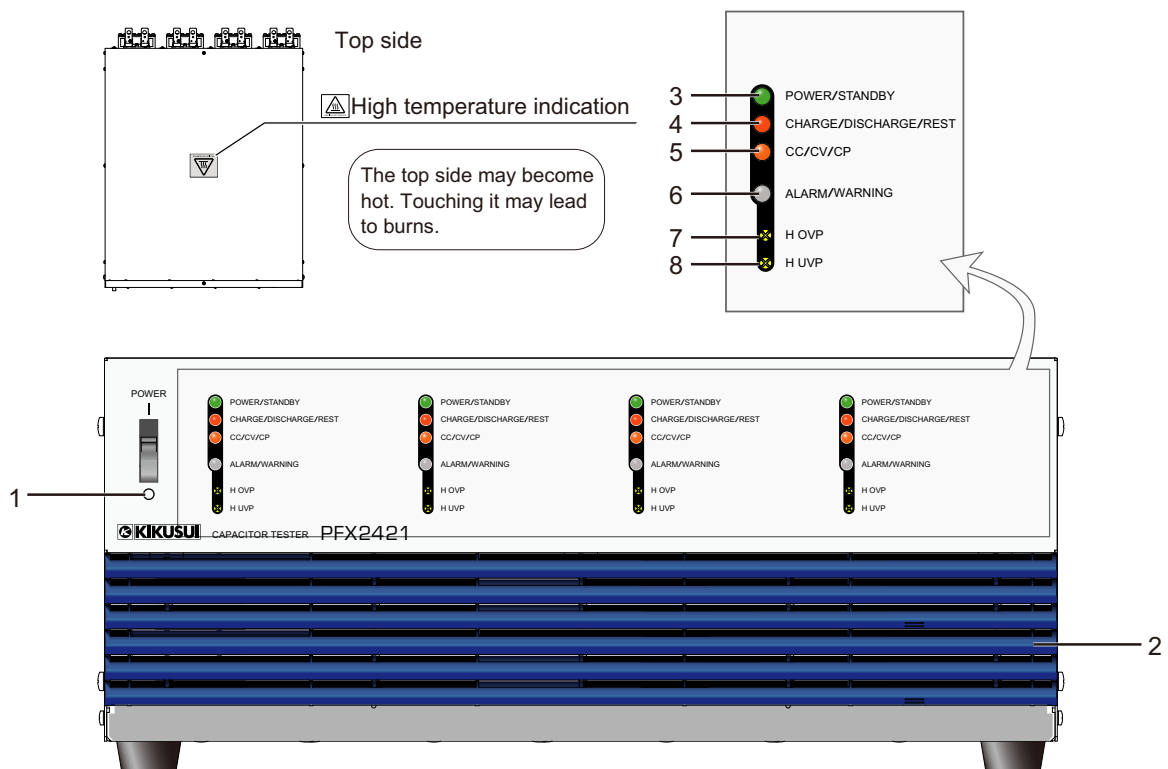 Top side
High temperature indication
The top side may become
hot. Touching it may lead
to burns.
3 POWER/STANDBY
4 CHARGE/DISCHARGE/REST
5 CC/CV/CP
6 ALARM/WARNING
7 H OVP
8 H UVP
POWER
POWER/STANDBY
CHARGE/DISCHARGE/REST
CC/CV/CP
ALARM/WARNING
H OVP
H UVP
POWER/STANDBY
CHARGE/DISCHARGE/REST
CC/CV/CP
ALARM/WARNING
H OVP
H UVP
POWER/STANDBY
CHARGE/DISCHARGE/REST
CC/CV/CP
ALARM/WARNING
H OVP
H UVP
POWER/STANDBY
CHARGE/DISCHARGE/REST
CC/CV/CP
ALARM/WARNING
H OVP
H UVP
1
KIKUSUI CAPACITOR TESTER PFX2421
2